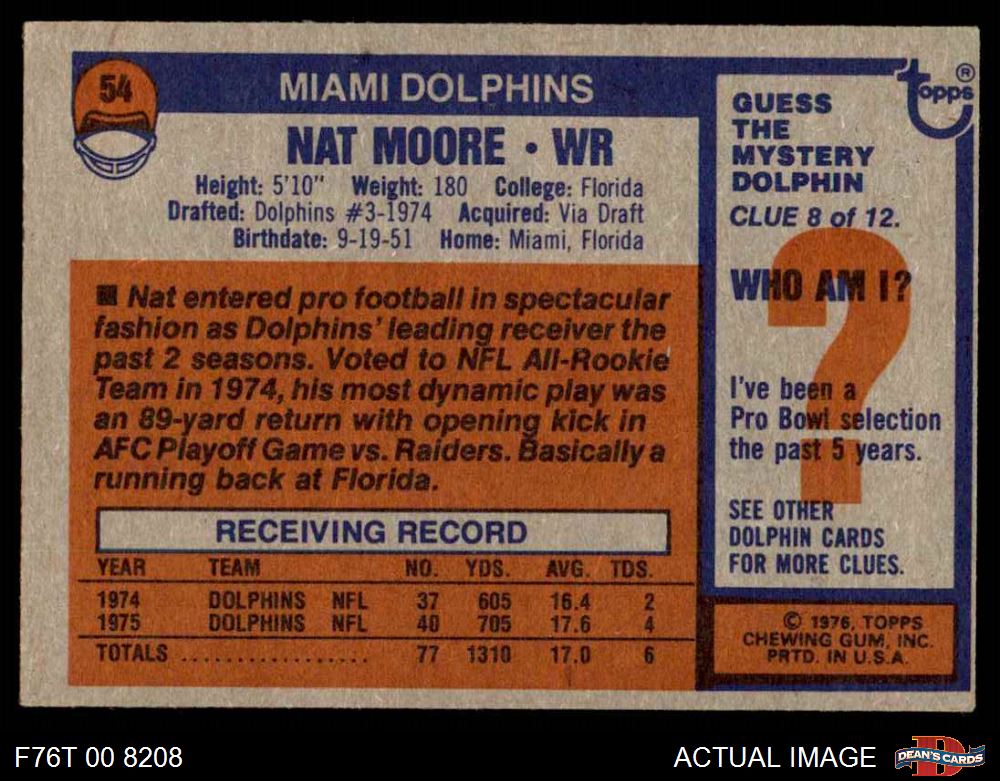 54
MIAMI DOLPHINS
NAT MOORE • WR
Height: 5'10" Weight: 180 College: Florida
Drafted: Dolphins #3-1974 Acquired: Via Draft
Birthdate: 9-19-51 Home: Miami, Florida
■ Nat entered pro football in spectacular
fashion as Dolphins' leading receiver the
past 2 seasons. Voted to NFL All-Rookie
Team in 1974, his most dynamic play was
an 89-yard return with opening kick in
AFC Playoff Game vs. Raiders. Basically a
running back at Florida.
RECEIVING RECORD
YEAR TEAM NO. YDS. AVG. TDS.
1974 DOLPHINS NFL 37 605 16.4 2
1975 DOLPHINS NFL 40 705 17.6 4
TOTALS .................. 77 1310 17.0 6
topps ®
GUESS
THE
MYSTERY
DOLPHIN
CLUE 8 of 12.
?
WHO AM I?
I've been a
Pro Bowl selection
the past 5 years.
SEE OTHER
DOLPHIN CARDS
FOR MORE CLUES.
© 1976, TOPPS
CHEWING GUM, INC.
PRTD. IN U.S.A.
F76T 00 8208
ACTUAL IMAGE
D
DEAN'S CARDS